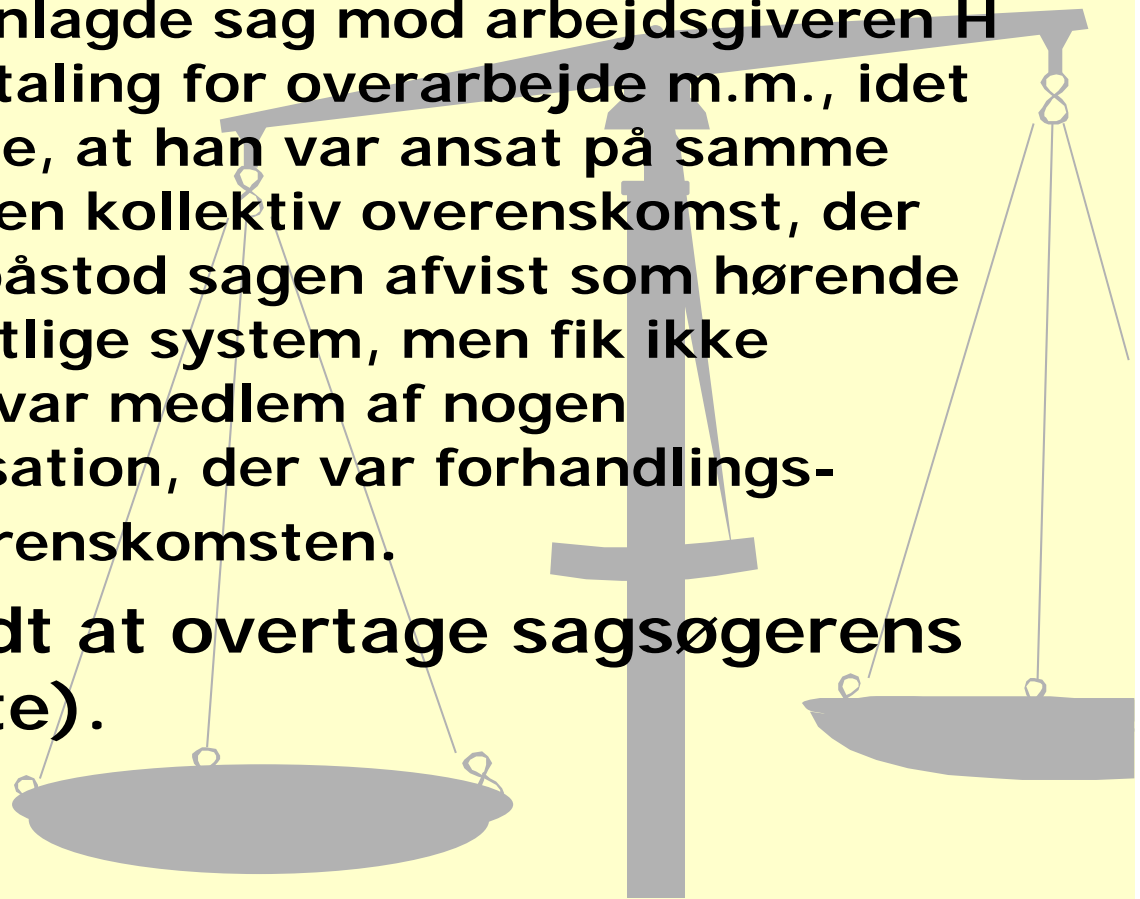 nlagde sag mod arbejdsgiveren H
taling for overarbejde m.m., idet
e, at han var ansat på samme
en kollektiv overenskomst, der
påstod sagen afvist som hørende
tlige system, men fik ikke
var medlem af nogen
sation, der var forhandlings-
renskomsten.
dt at overtage sagsøgerens
te).